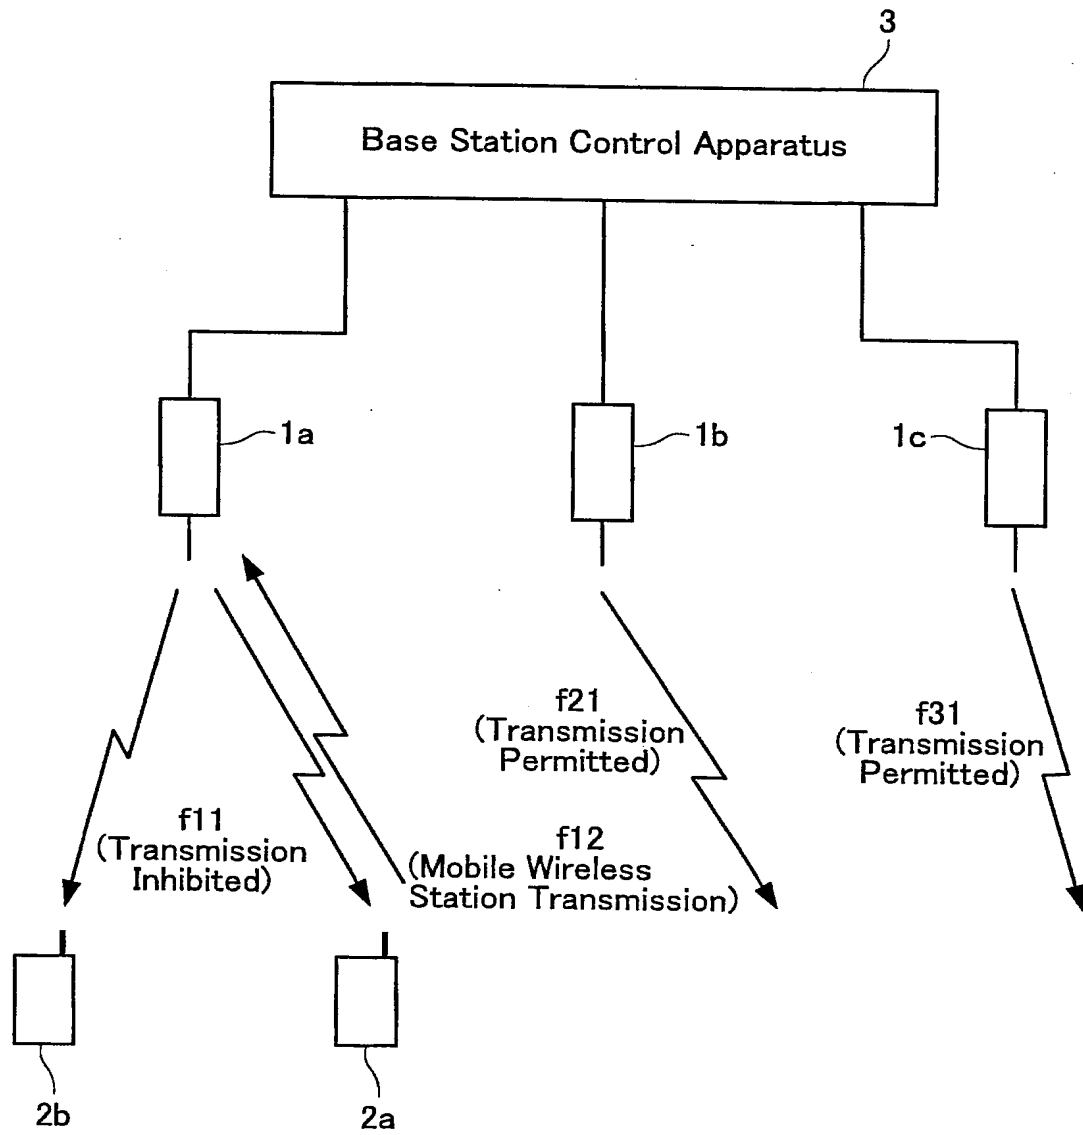 3
Base Station Control Apparatus
1a
1b
1c
f21
(Transmission
Permitted)
f31
(Transmission
Permitted)
f11
(Transmission
Inhibited)
f12
(Mobile Wireless
Station Transmission)
2b
2a